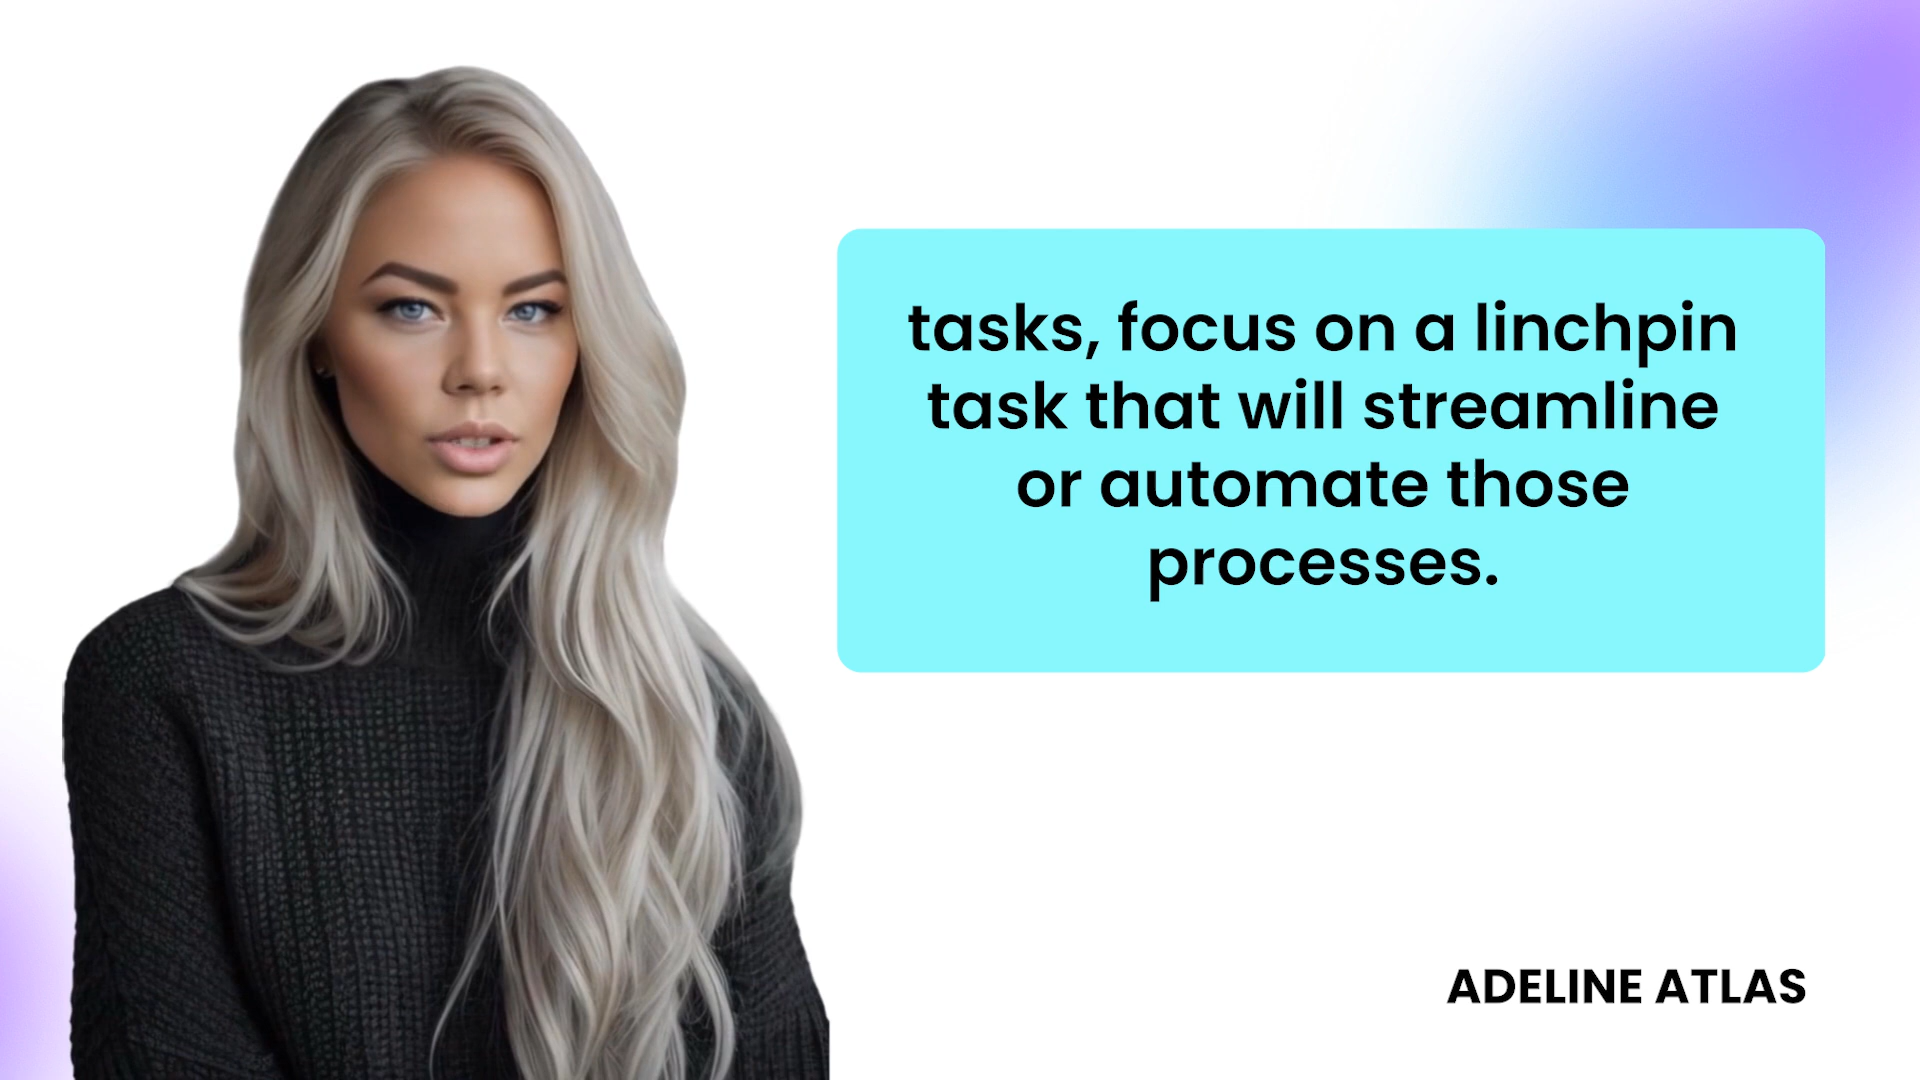 tasks, focus on a linchpin
task that will streamline
or automate those
processes.
ADELINE ATLAS